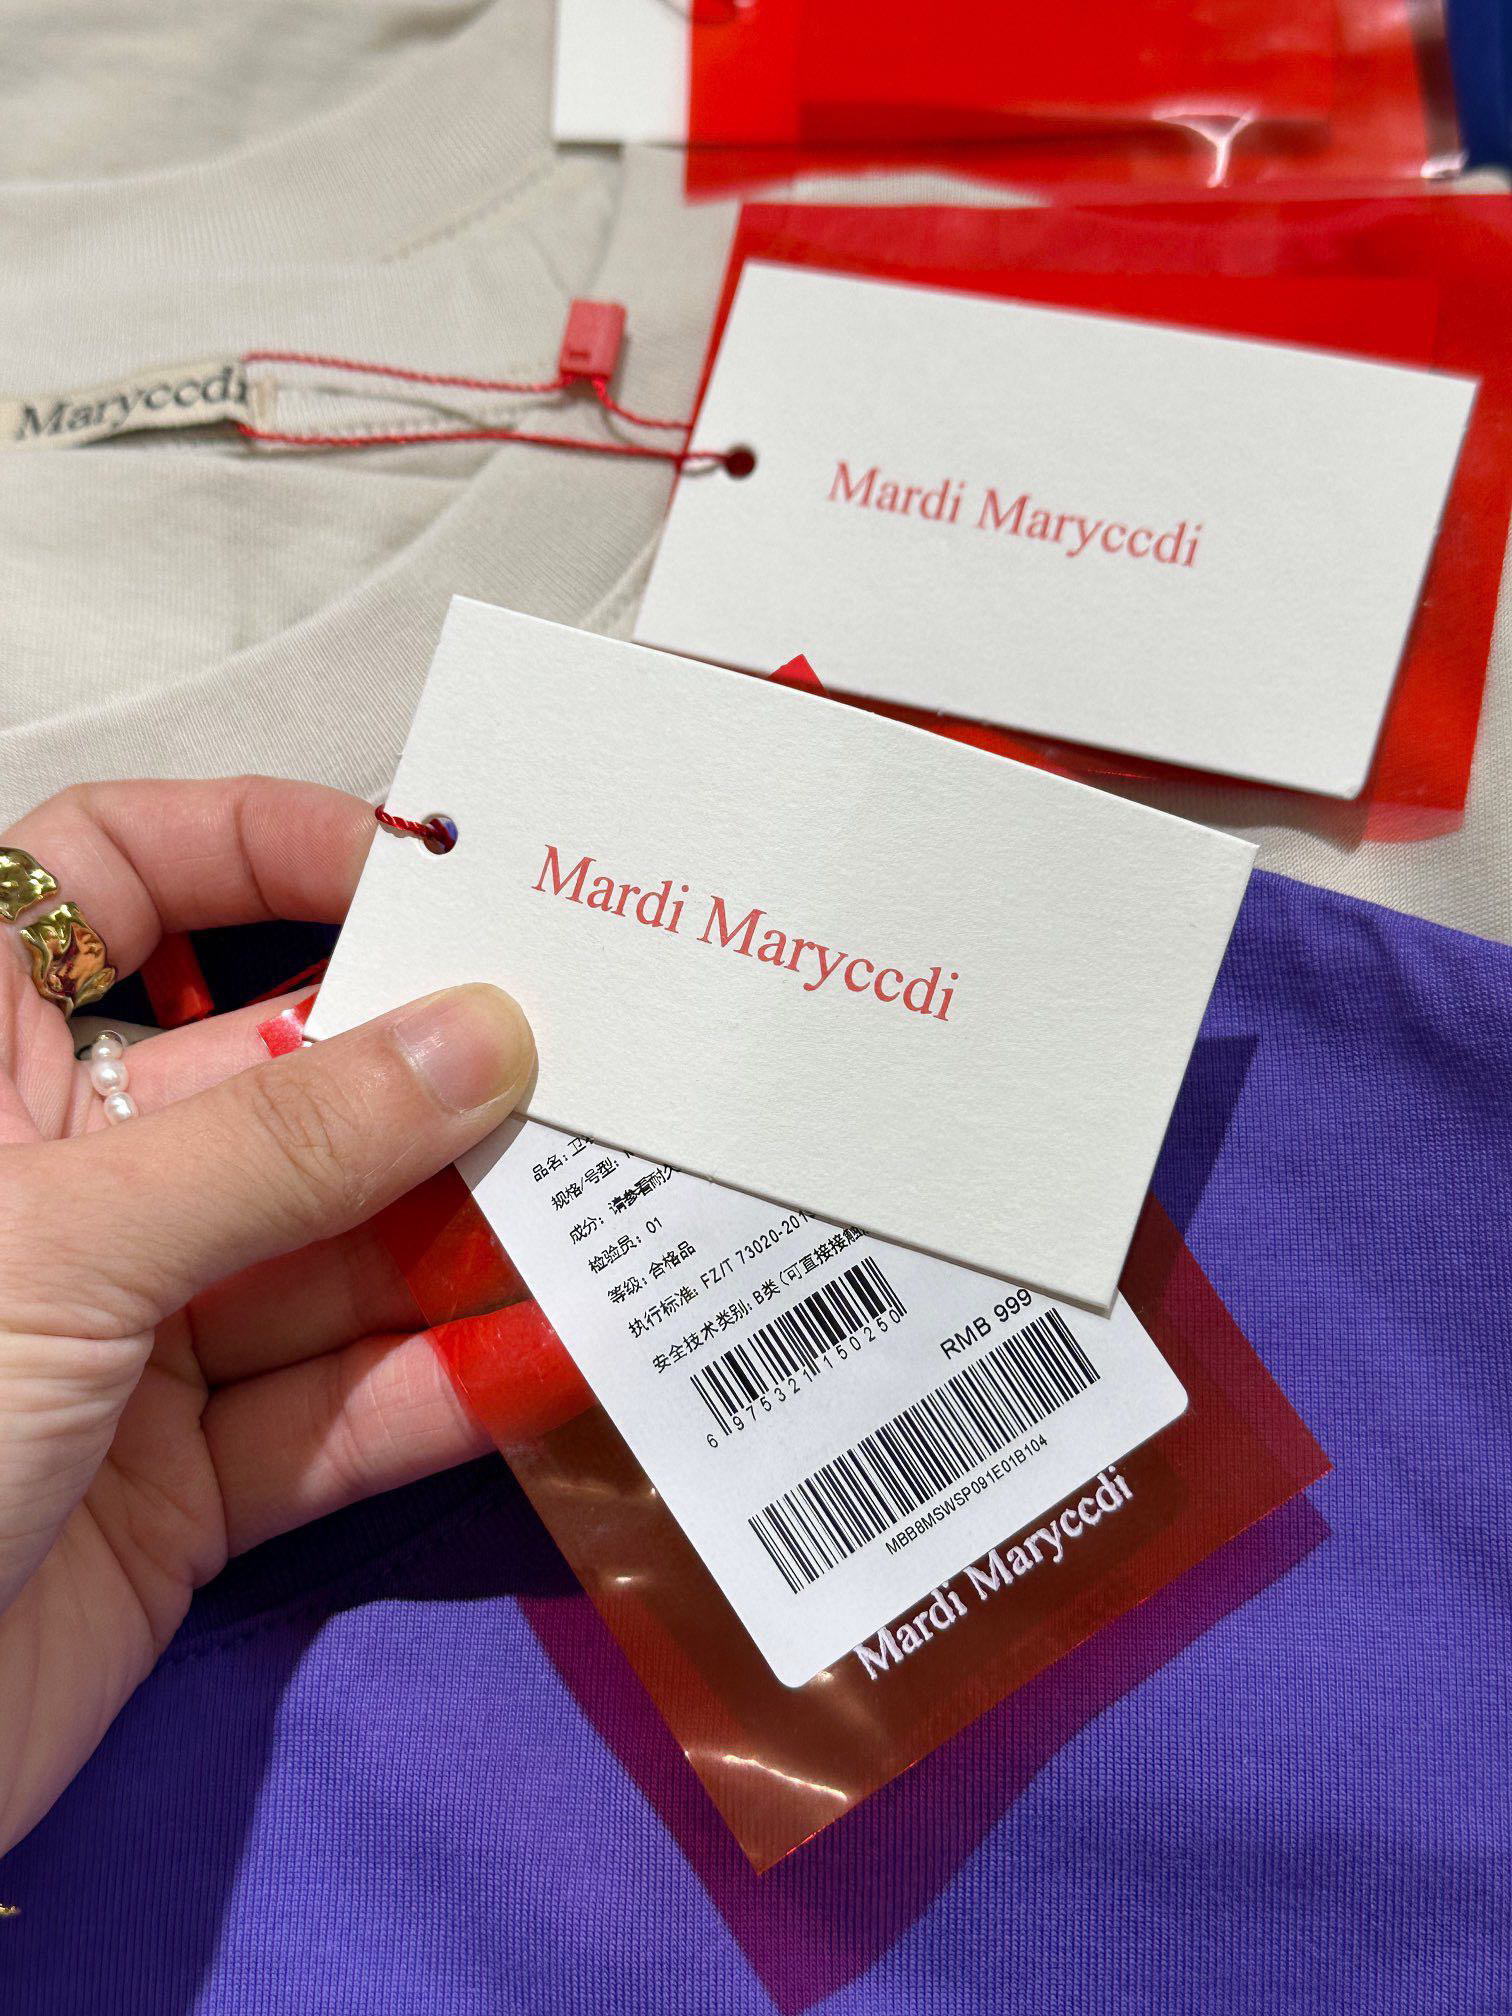 Maryccdi
Mardi Maryccdi
Mardi Maryccdi
品名: 卫
规格/号型:
成分: 请参看耐久
检验员: 01
等级: 合格品
执行标准: FZ/T 73020-201
安全技术类别: B类 (可直接接触
6 975321 150250
RMB 999
MBB8MSWSP091E01B104
Mardi Maryccdi